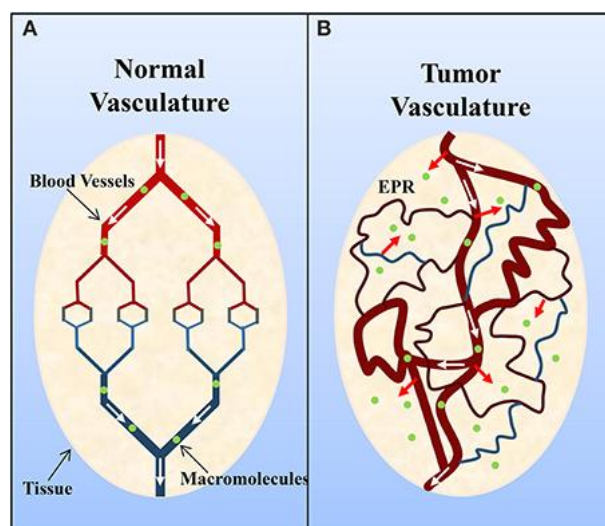 A
Normal
Vasculature
Blood Vessels
Tissue
Macromolecules
B
Tumor
Vasculature
EPR